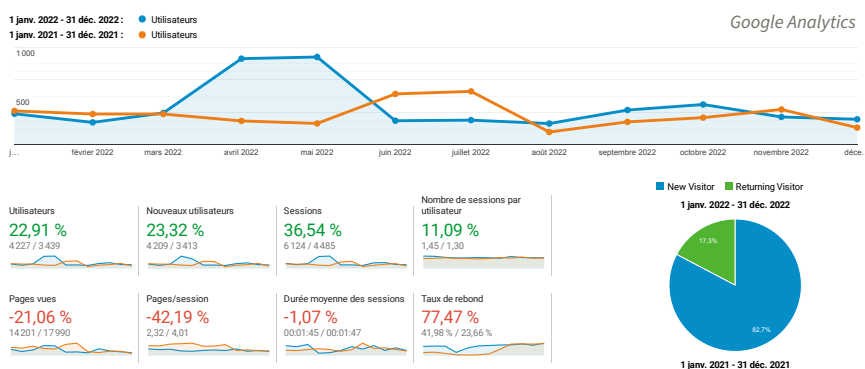 1 janv. 2022 - 31 déc. 2022 : Utilisateurs
Google Analytics
1 janv. 2021 - 31 déc. 2021 : Utilisateurs
1 000
500
j… février 2022 mars 2022 avril 2022 mai 2022 juin 2022 juillet 2022 août 2022 septembre 2022 octobre 2022 novembre 2022 déce…
New Visitor Returning Visitor
1 janv. 2022 - 31 déc. 2022
Utilisateurs
22,91 %
4 227 / 3 439
Nouveaux utilisateurs
23,32 %
4 209 / 3 413
Sessions
36,54 %
6 124 / 4 485
Nombre de sessions par
utilisateur
11,09 %
1,45 / 1,30
Pages vues
-21,06 %
14 201 / 17 990
Pages/session
-42,19 %
2,32 / 4,01
Durée moyenne des sessions
-1,07 %
00:01:45 / 00:01:47
Taux de rebond
77,47 %
41,98 % / 23,66 %
17,3%
82,7%
1 janv. 2021 - 31 déc. 2021